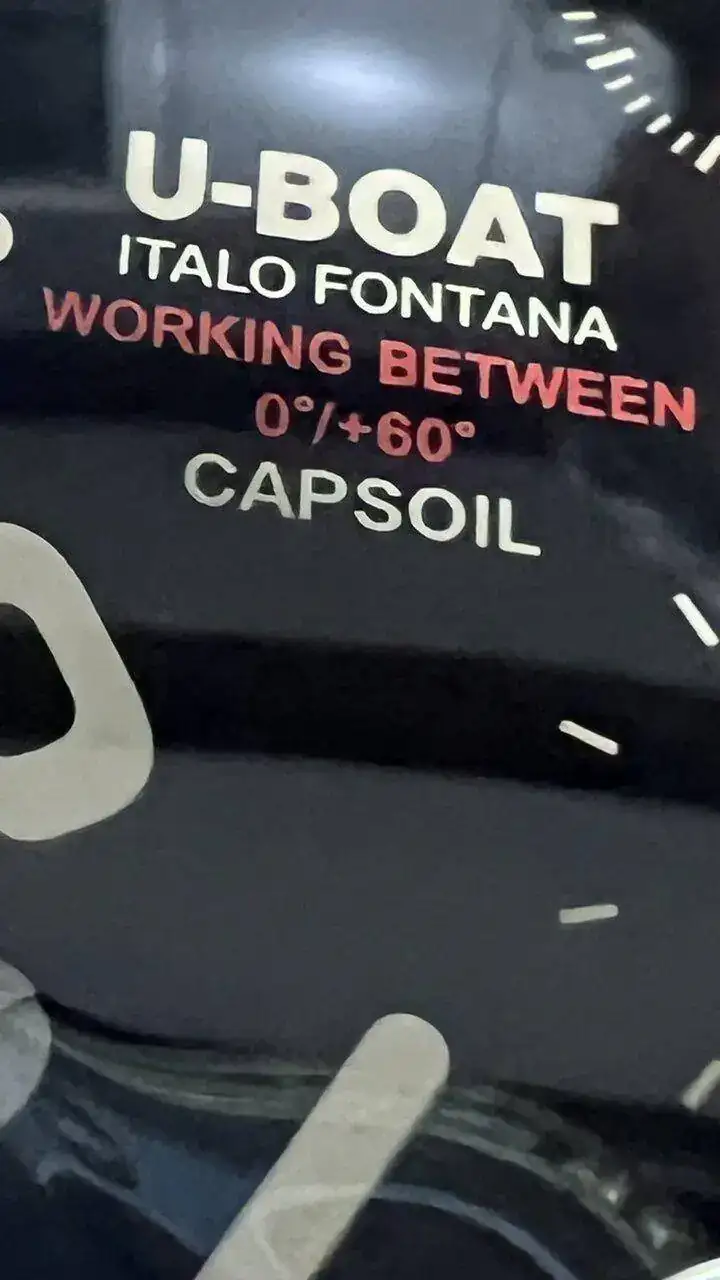 U-BOAT
ITALO FONTANA
WORKING BETWEEN
0°/+60°
CAPSOIL